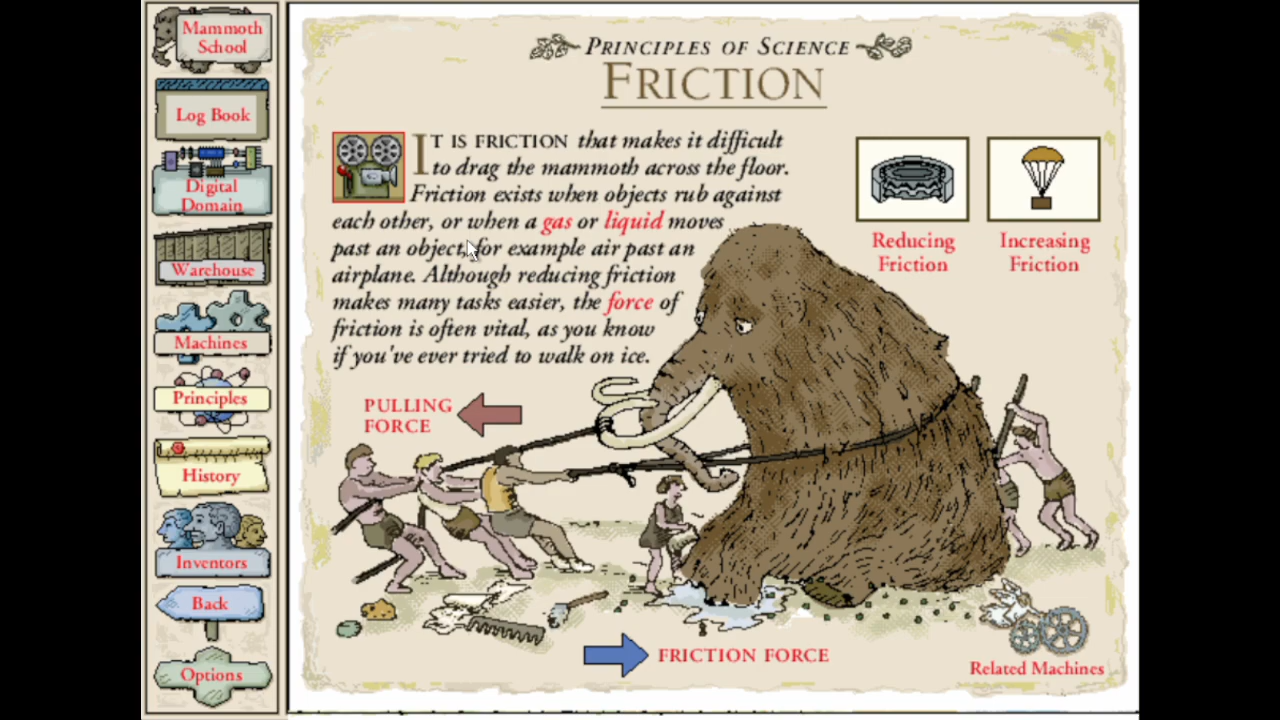 Mammoth
School
Log Book
Digital
Domain
Warehouse
Machines
Principles
History
Inventors
Back
Options
PRINCIPLES OF SCIENCE
FRICTION
IT IS FRICTION that makes it difficult
to drag the mammoth across the floor.
Friction exists when objects rub against
each other, or when a gas or liquid moves
past an object, for example air past an
airplane. Although reducing friction
makes many tasks easier, the force of
friction is often vital, as you know
if you've ever tried to walk on ice.
Reducing
Friction
Increasing
Friction
PULLING
FORCE
FRICTION FORCE
Related Machines